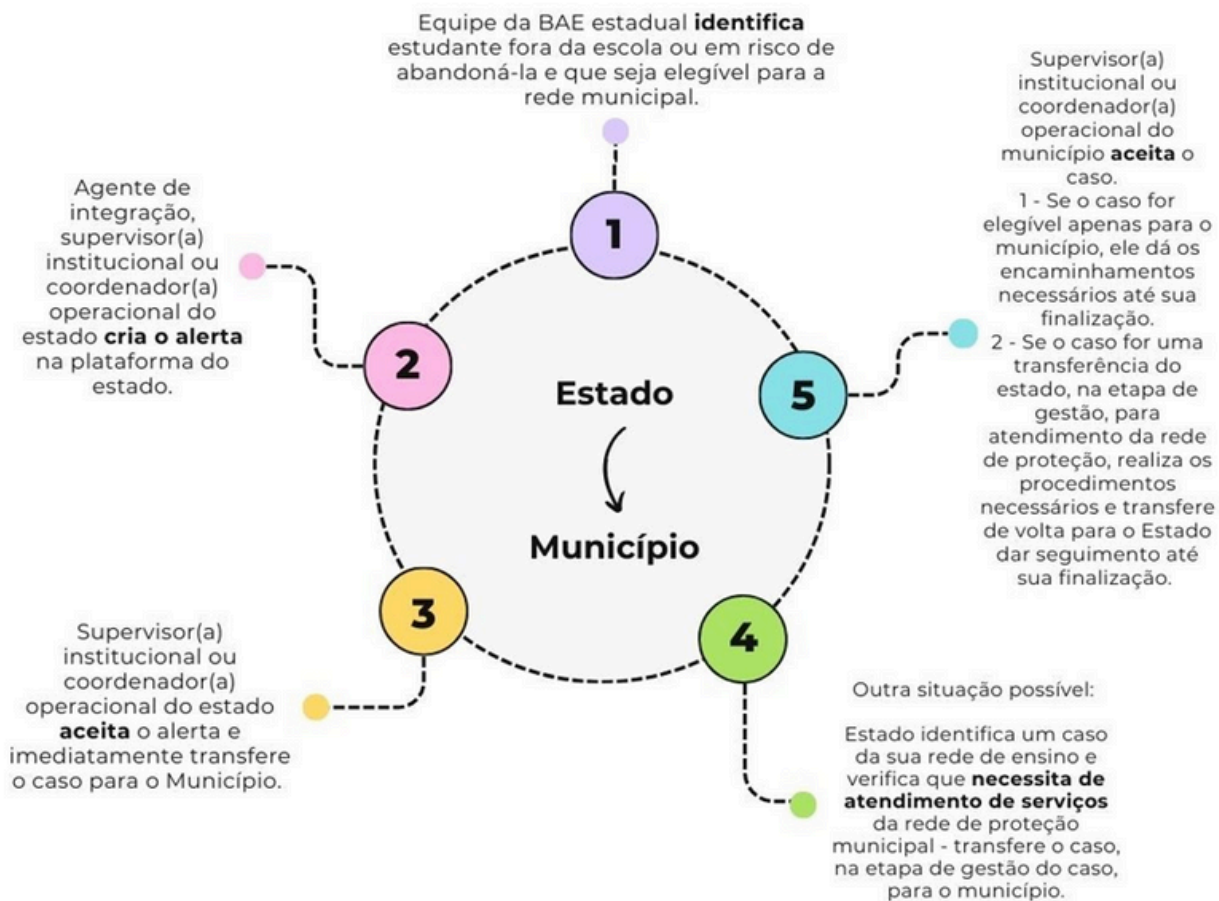 Equipe da BAE estadual identifica
estudante fora da escola ou em risco de
abandoná-la e que seja elegível para a
rede municipal.
1
Agente de
integração,
supervisor(a)
institucional ou
coordenador(a)
operacional do
estado cria o alerta
na plataforma do
estado.
2
Supervisor(a)
institucional ou
coordenador(a)
operacional do estado
aceita o alerta e
imediatamente transfere
o caso para o Município.
3
Outra situação possível:
Estado identifica um caso
da sua rede de ensino e
verifica que necessita de
atendimento de serviços
da rede de proteção
municipal - transfere o caso,
na etapa de gestão do caso,
para o município.
4
Supervisor(a)
institucional ou
coordenador(a)
operacional do
município aceita o
caso.
1 - Se o caso for
elegível apenas para o
município, ele dá os
encaminhamentos
necessários até sua
finalização.
2 - Se o caso for uma
transferência do
estado, na etapa de
gestão, para
atendimento da rede
de proteção, realiza os
procedimentos
necessários e transfere
de volta para o Estado
dar seguimento até
sua finalização.
5
Estado
Município